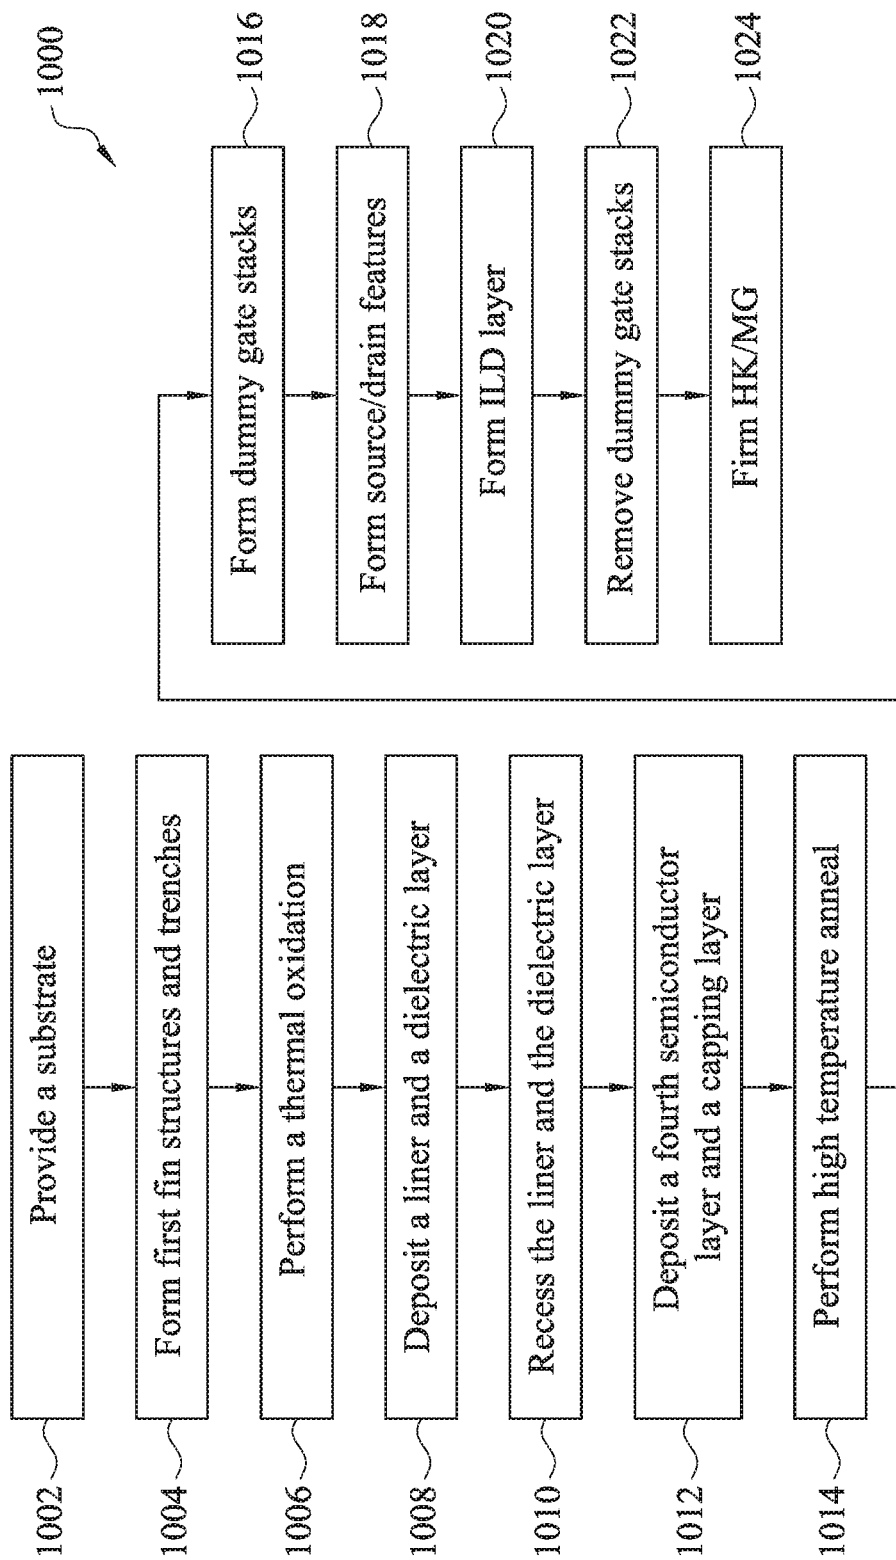 1000
1002
Provide a substrate
1004
Form first fin structures and trenches
1006
Perform a thermal oxidation
1008
Deposit a liner and a dielectric layer
1010
Recess the liner and the dielectric layer
1012
Deposit a fourth semiconductor
layer and a capping layer
1014
Perform high temperature anneal
Form dummy gate stacks
1016
Form source/drain features
1018
Form ILD layer
1020
Remove dummy gate stacks
1022
Firm HK/MG
1024